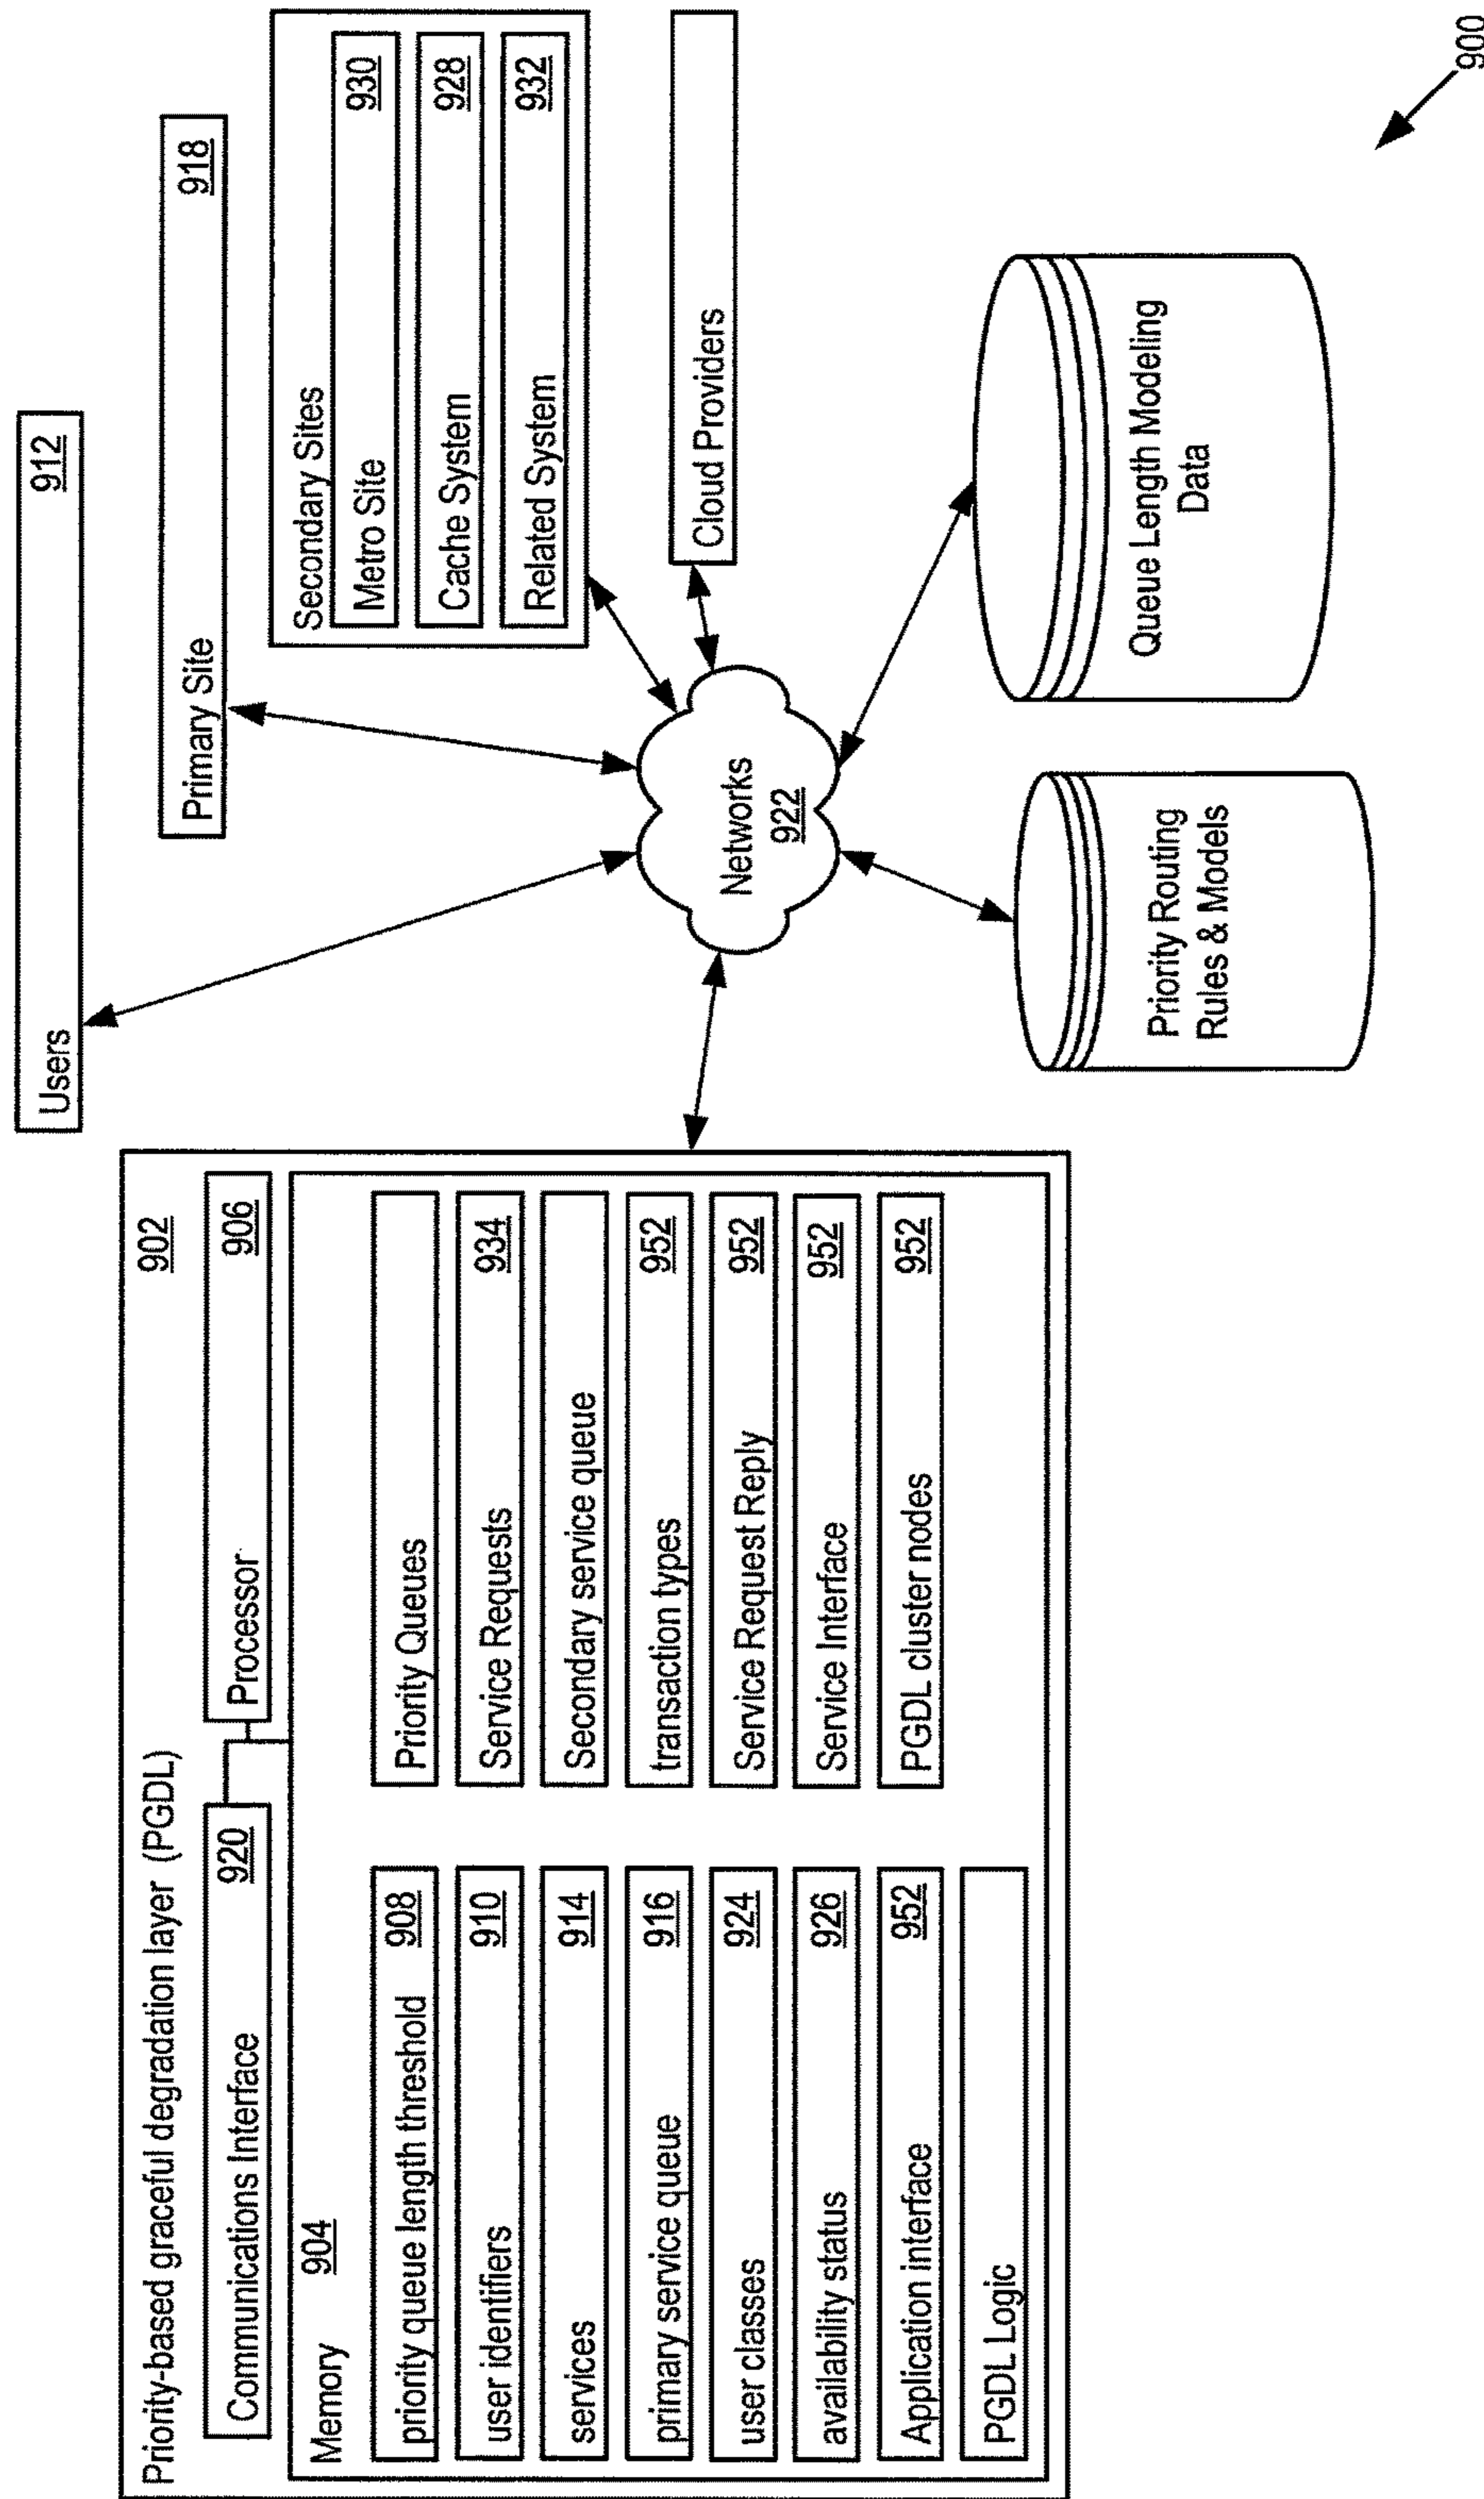 Priority-based graceful degradation layer (PGDL) 902
Communications Interface 920
Processor 906
Memory 904
priority queue length threshold 908
user identifiers 910
services 914
primary service queue 916
user classes 924
availability status 926
Application interface 952
PGDL Logic
Priority Queues
Service Requests 934
Secondary service queue
transaction types 952
Service Request Reply 952
Service Interface 952
PGDL cluster nodes 952
Users 912
Primary Site 918
Secondary Sites
Metro Site 930
Cache System 928
Related System 932
Cloud Providers
Networks
922
Priority Routing
Rules & Models
Queue Length Modeling
Data
900